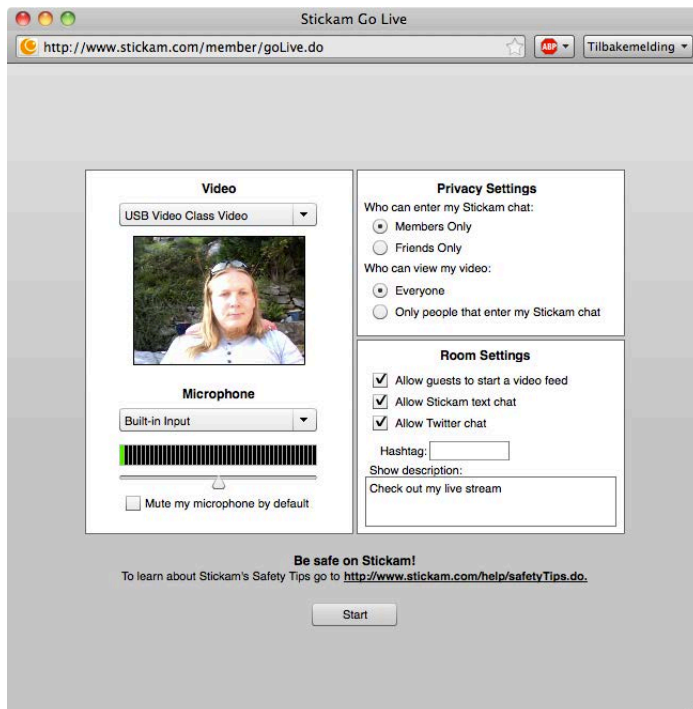 Stickam Go Live
http://www.stickam.com/member/goLive.do
ABP
Tilbakemelding
Video
USB Video Class Video
Microphone
Built-in Input
Mute my microphone by default
Privacy Settings
Who can enter my Stickam chat:
Members Only
Friends Only
Who can view my video:
Everyone
Only people that enter my Stickam chat
Room Settings
Allow guests to start a video feed
Allow Stickam text chat
Allow Twitter chat
Hashtag:
Show description:
Check out my live stream
Be safe on Stickam!
To learn about Stickam's Safety Tips go to http://www.stickam.com/help/safetyTips.do.
Start